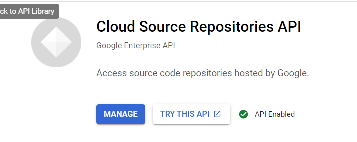 ck to API Library
Cloud Source Repositories API
Google Enterprise API
Access source code repositories hosted by Google.
MANAGE
TRY THIS API
API Enabled